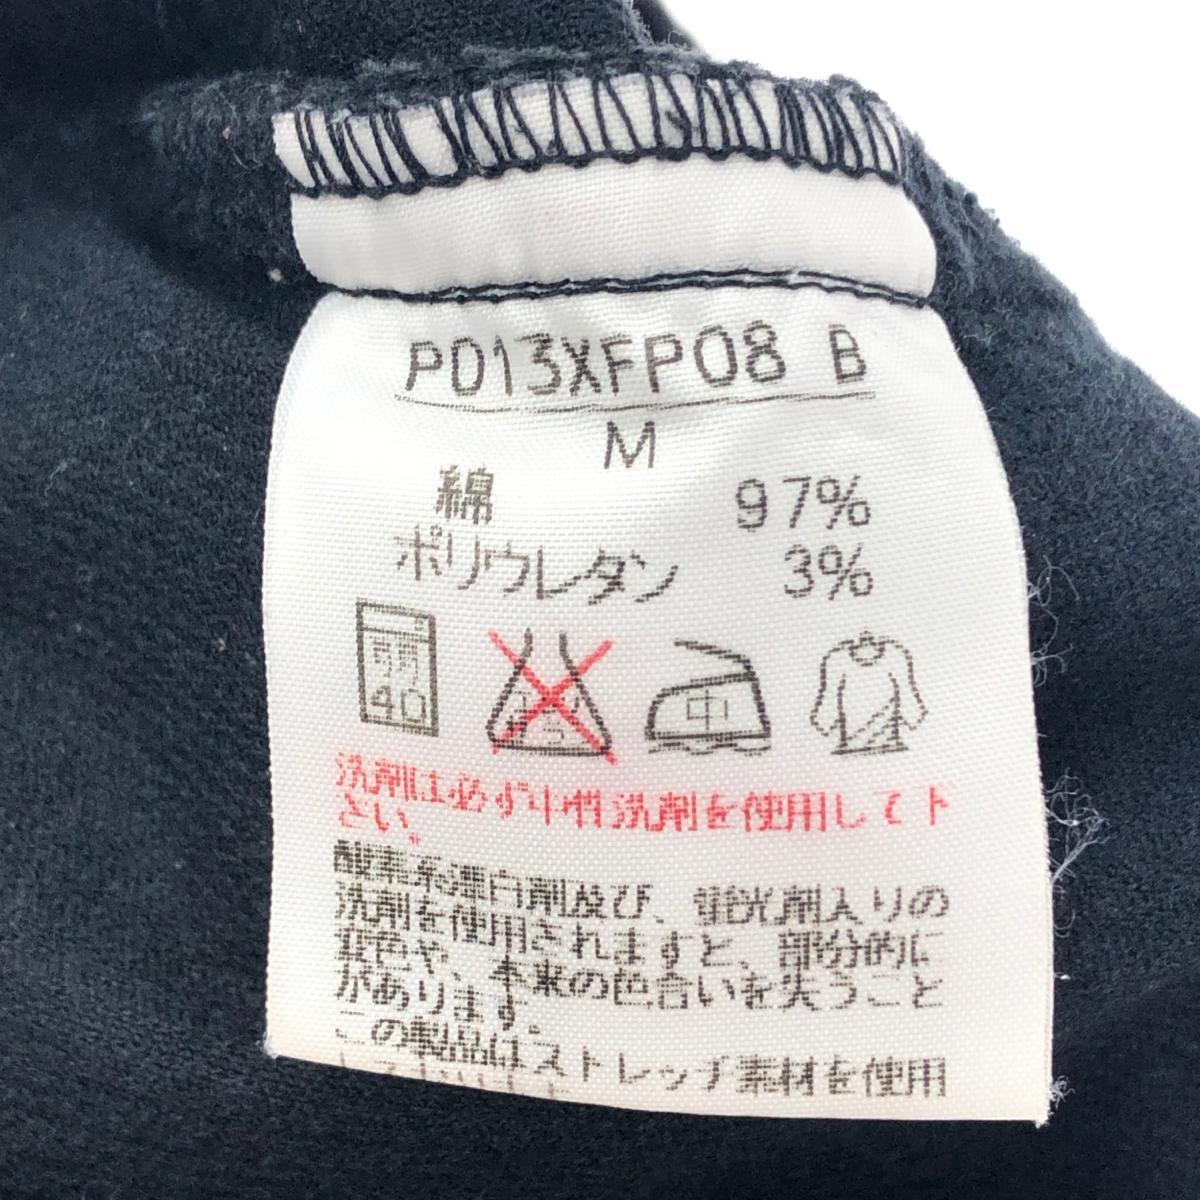 P013XFP08 B
M
綿 97%
ポリウレタン 3%
弱
40
中
洗剤は必ず中性洗剤を使用して下
さい。
酸素系漂白剤及び、蛍光剤入りの
洗剤を使用されますと、部分的に
変色や、本来の色合いを失うこと
があります。
この製品はストレッチ素材を使用